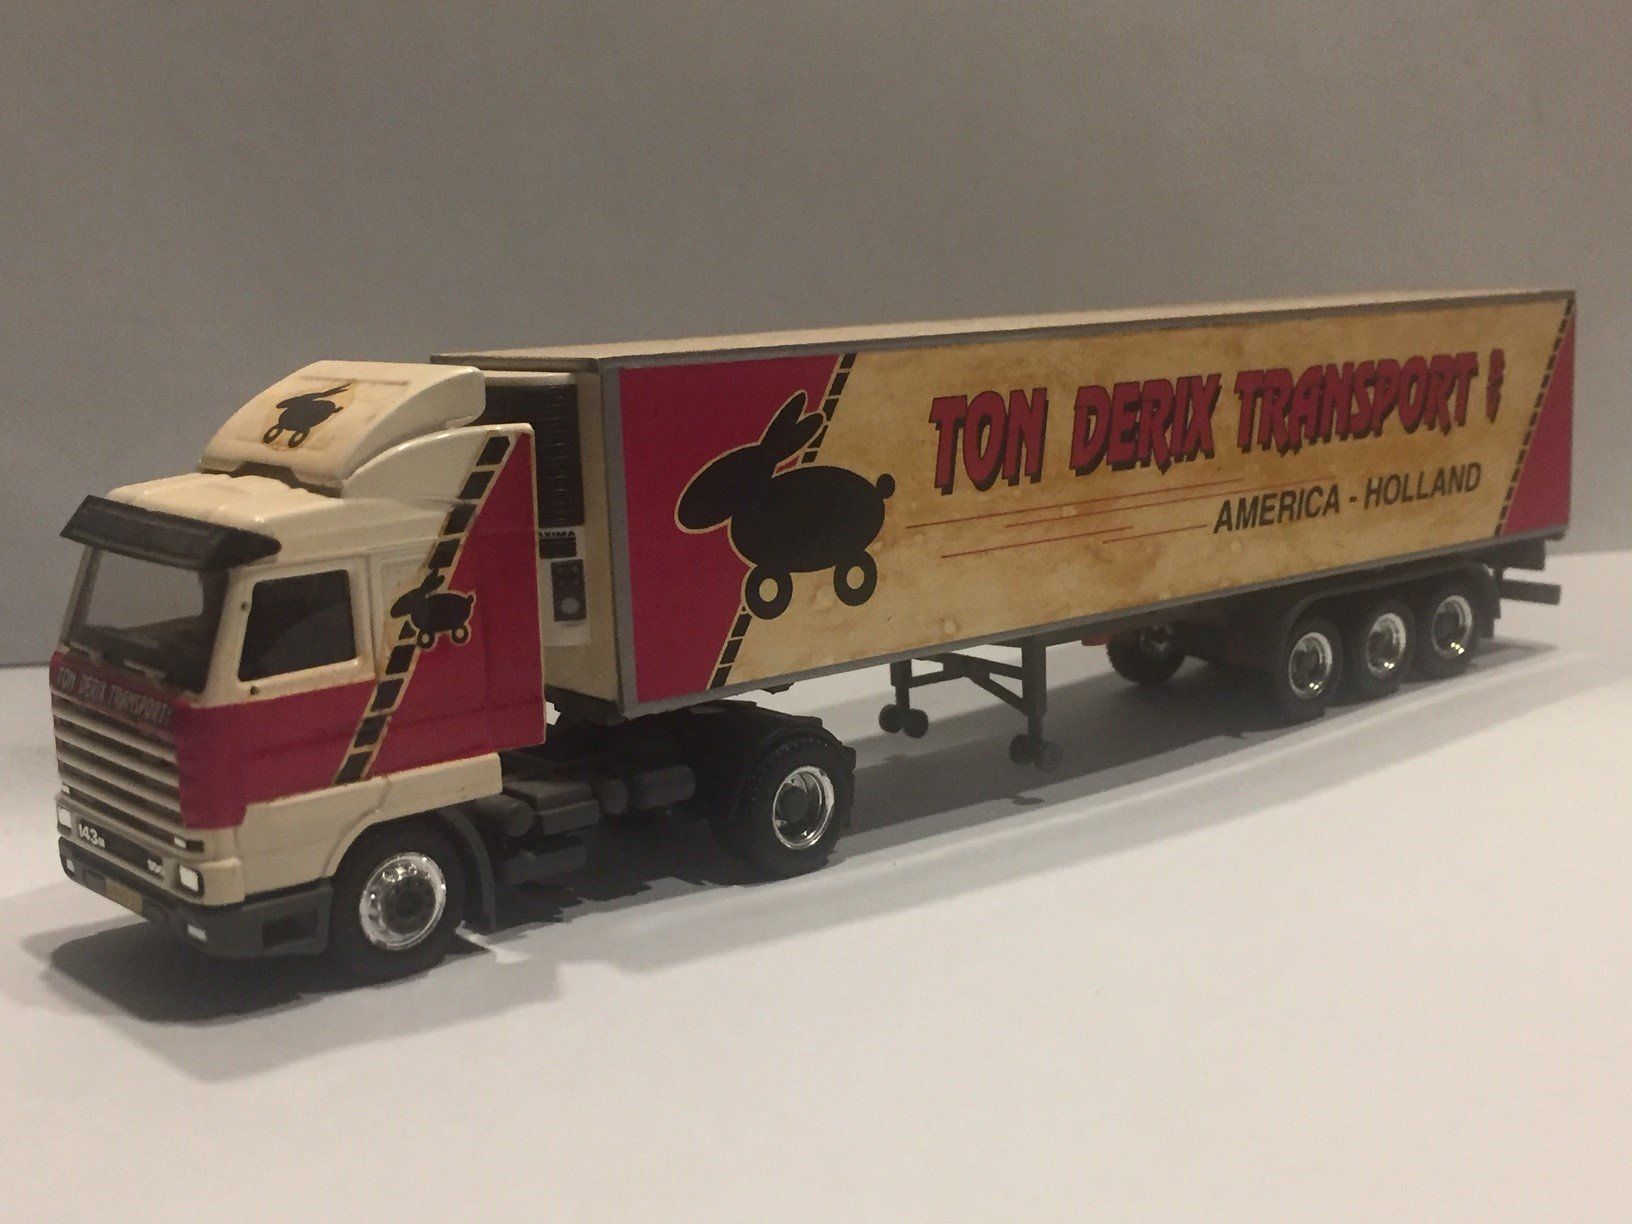 TON DERIX TRANSPORT !
AMERICA - HOLLAND
TON DERIX TRANSPORT!
143